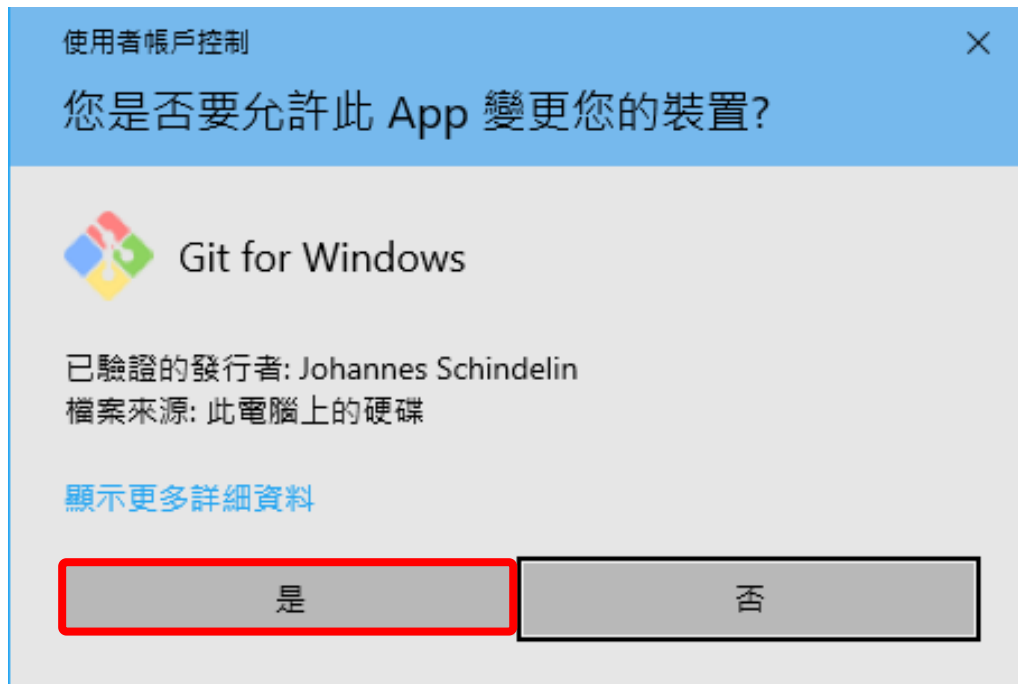 使用者帳戶控制
您是否要允許此 App 變更您的裝置?
Git for Windows
已驗證的發行者: Johannes Schindelin
檔案來源: 此電腦上的硬碟
顯示更多詳細資料
是
否